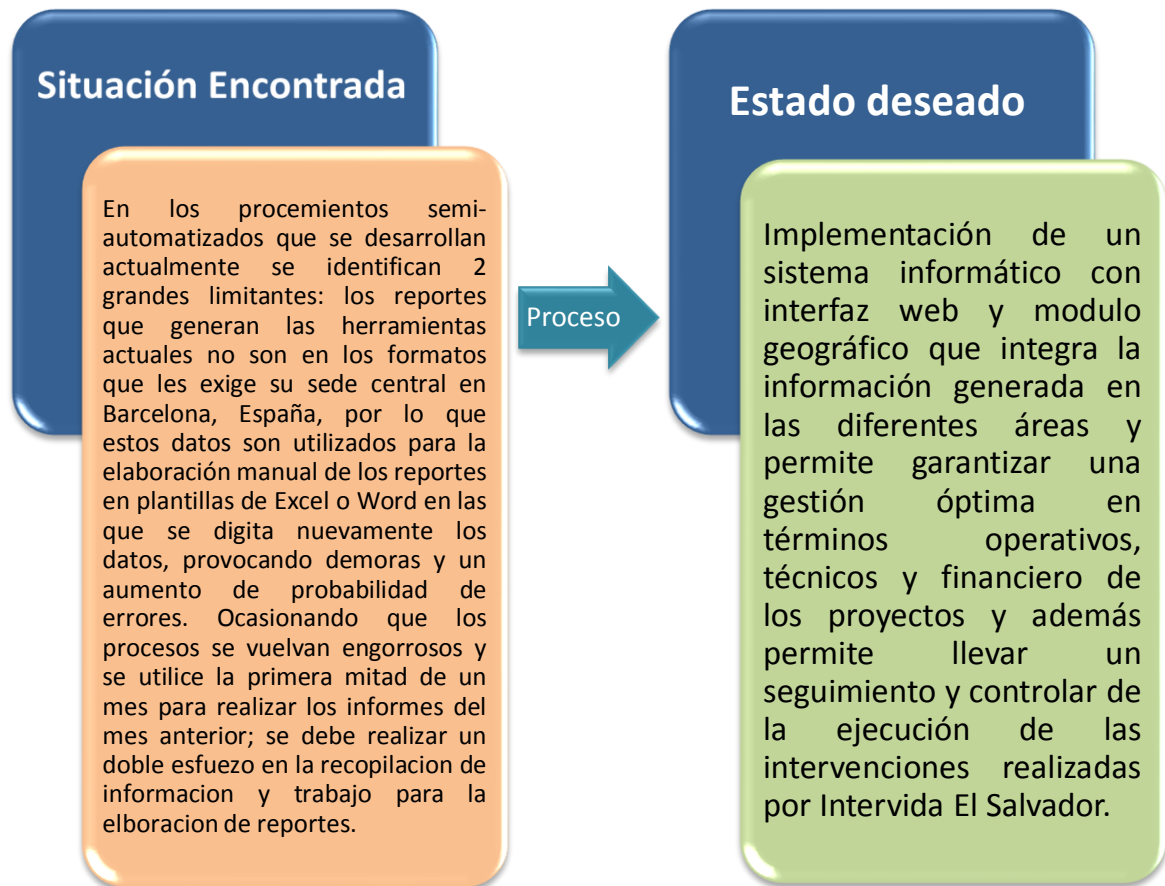 Situación Encontrada
En los procemientos semi-
automatizados que se desarrollan
actualmente se identifican 2
grandes limitantes: los reportes
que generan las herramientas
actuales no son en los formatos
que les exige su sede central en
Barcelona, España, por lo que
estos datos son utilizados para la
elaboración manual de los reportes
en plantillas de Excel o Word en las
que se digita nuevamente los
datos, provocando demoras y un
aumento de probabilidad de
errores. Ocasionando que los
procesos se vuelvan engorrosos y
se utilice la primera mitad de un
mes para realizar los informes del
mes anterior; se debe realizar un
doble esfuezo en la recopilacion de
informacion y trabajo para la
elboracion de reportes.
Proceso
Estado deseado
Implementación de un
sistema informático con
interfaz web y modulo
geográfico que integra la
información generada en
las diferentes áreas y
permite garantizar una
gestión óptima en
términos operativos,
técnicos y financiero de
los proyectos y además
permite llevar un
seguimiento y controlar de
la ejecución de las
intervenciones realizadas
por Intervida El Salvador.